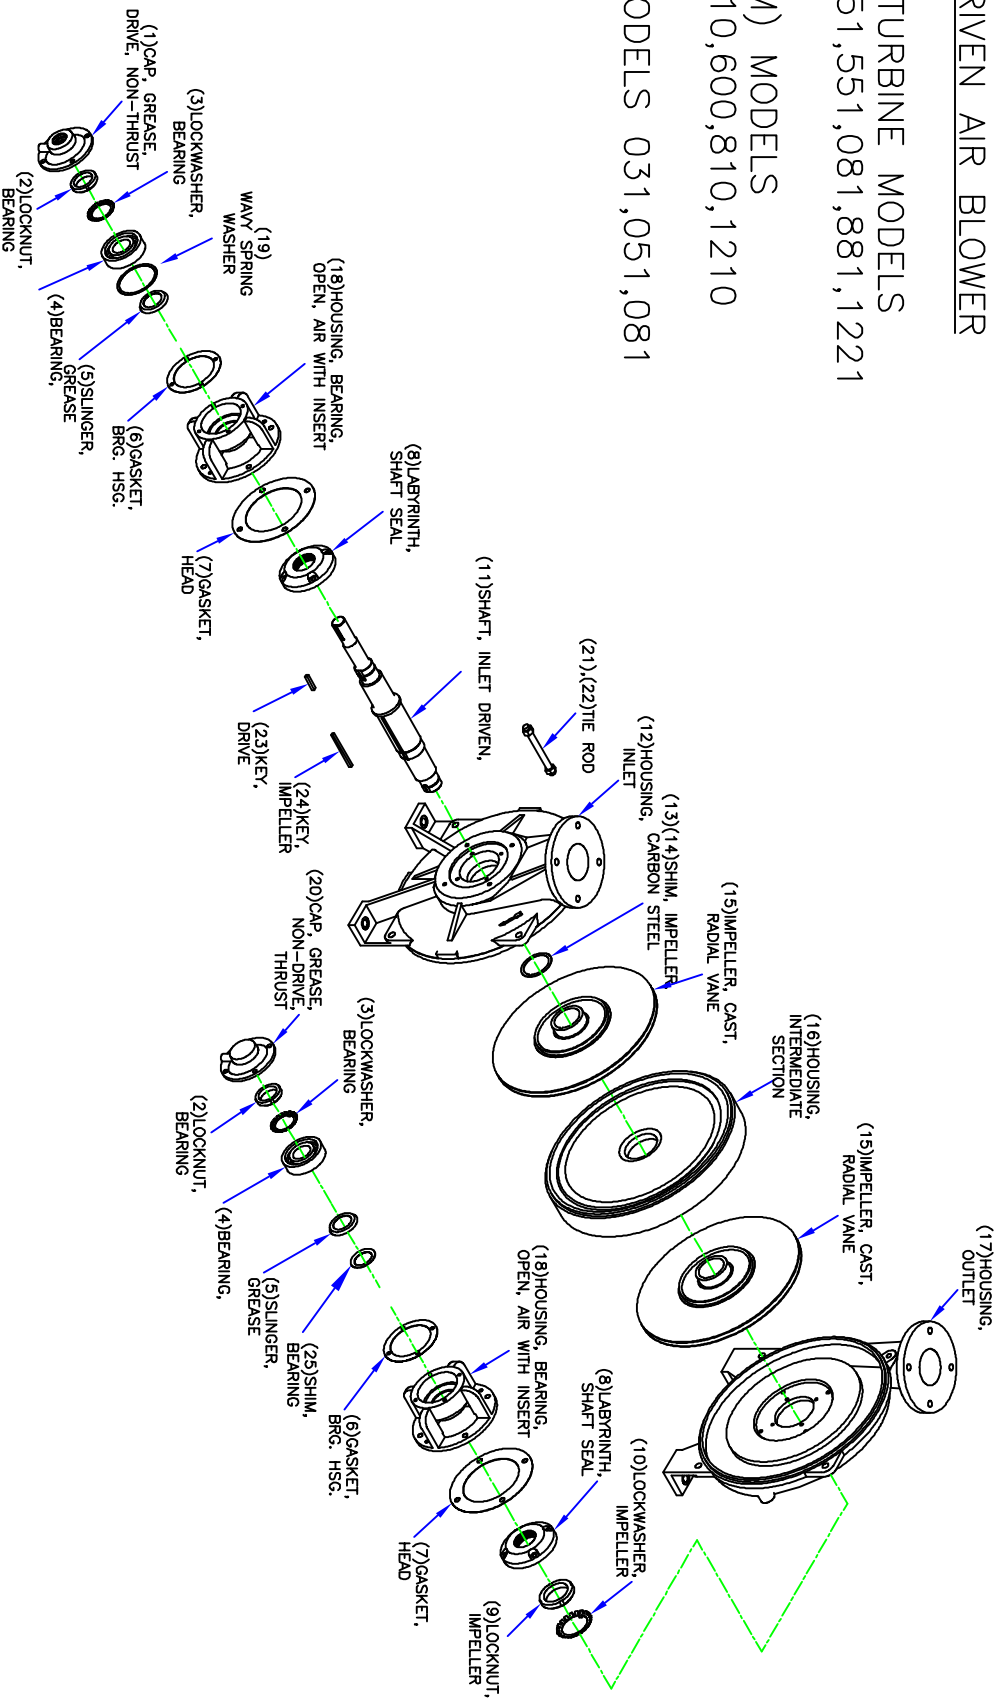 RIVEN AIR BLOWER
TURBINE MODELS
51,551,081,881,1221
M) MODELS
10,600,810,1210
ODELS 031,051,081
(1)CAP, GREASE,
DRIVE, NON-THRUST
(3)LOCKWASHER,
BEARING
(2)LOCKNUT,
BEARING
(19)
WAVY SPRING
WASHER
(4)BEARING,
(5)SLINGER,
GREASE
(18)HOUSING, BEARING,
OPEN, AIR WITH INSERT
(6)GASKET,
BRG. HSG.
(8)LABYRINTH,
SHAFT SEAL
(7)GASKET,
HEAD
(11)SHAFT, INLET DRIVEN,
(23)KEY,
DRIVE
(24)KEY,
IMPELLER
(21),(22)TIE ROD
(12)HOUSING,
INLET
(13)(14)SHIM, IMPELLER
CARBON STEEL
(15)IMPELLER, CAST,
RADIAL VANE
(16)HOUSING,
INTERMEDIATE
SECTION
(15)IMPELLER, CAST,
RADIAL VANE
(17)HOUSING,
OUTLET
(20)CAP, GREASE,
NON-DRIVE,
THRUST
(3)LOCKWASHER,
BEARING
(2)LOCKNUT,
BEARING
(4)BEARING,
(5)SLINGER,
GREASE
(25)SHIM,
BEARING
(18)HOUSING, BEARING,
OPEN, AIR WITH INSERT
(6)GASKET,
BRG. HSG.
(8)LABYRINTH,
SHAFT SEAL
(7)GASKET,
HEAD
(10)LOCKWASHER,
IMPELLER
(9)LOCKNUT,
IMPELLER